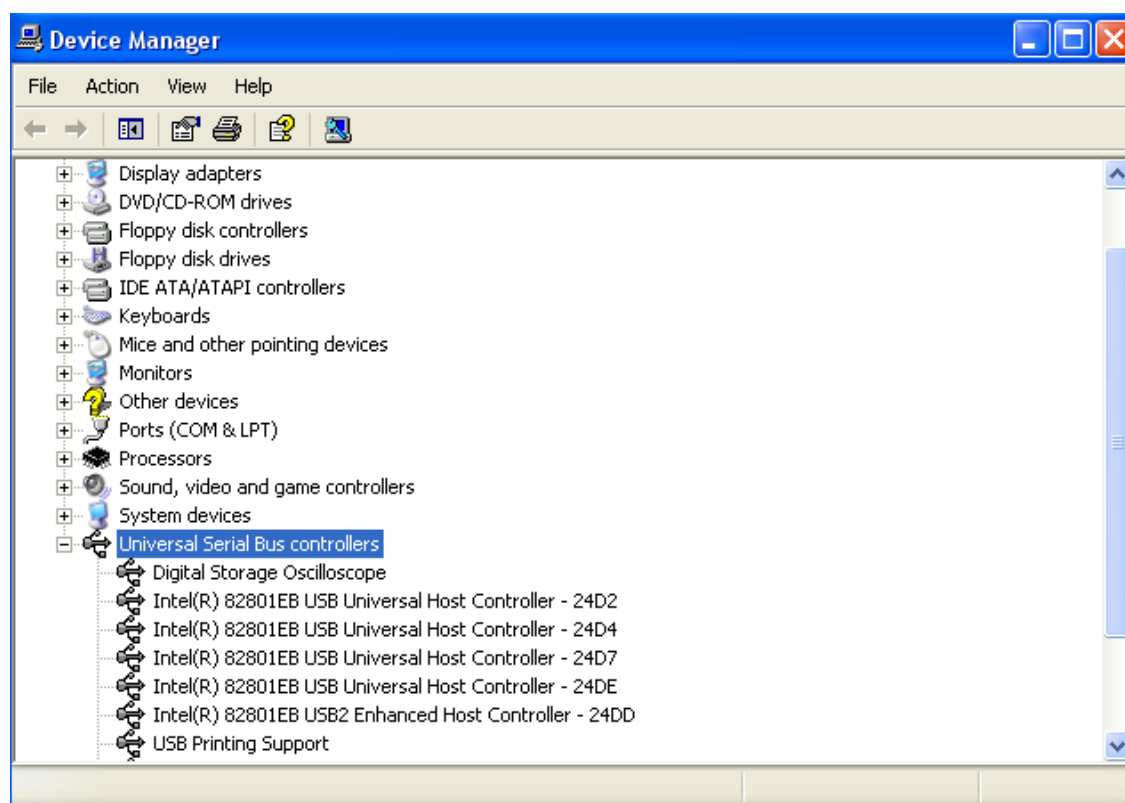 Device Manager
File Action View Help
Display adapters
DVD/CD-ROM drives
Floppy disk controllers
Floppy disk drives
IDE ATA/ATAPI controllers
Keyboards
Mice and other pointing devices
Monitors
Other devices
Ports (COM & LPT)
Processors
Sound, video and game controllers
System devices
Universal Serial Bus controllers
Digital Storage Oscilloscope
Intel(R) 82801EB USB Universal Host Controller - 24D2
Intel(R) 82801EB USB Universal Host Controller - 24D4
Intel(R) 82801EB USB Universal Host Controller - 24D7
Intel(R) 82801EB USB Universal Host Controller - 24DE
Intel(R) 82801EB USB2 Enhanced Host Controller - 24DD
USB Printing Support